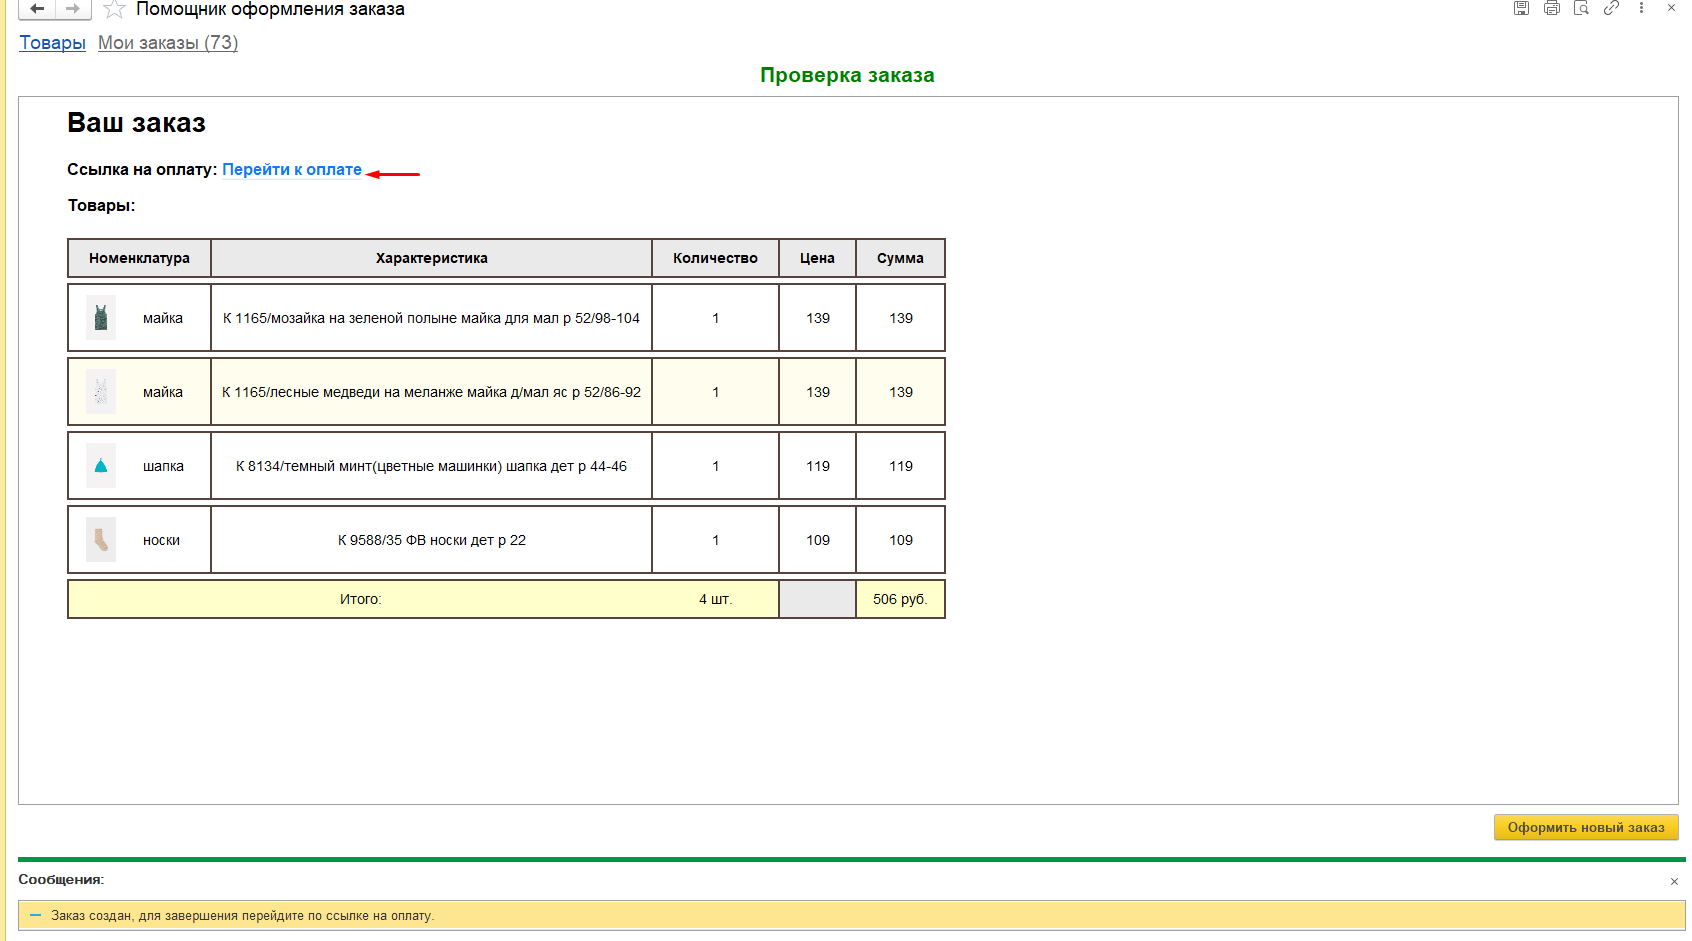 Помощник оформления заказа
Товары Мои заказы (73)
Проверка заказа
Ваш заказ
Ссылка на оплату: Перейти к оплате
Товары:
Номенклатура Характеристика Количество Цена Сумма
майка К 1165/мозайка на зеленой полыне майка для мал р 52/98-104 1 139 139
майка К 1165/лесные медведи на меланже майка д/мал яс р 52/86-92 1 139 139
шапка К 8134/темный минт(цветные машинки) шапка дет р 44-46 1 119 119
носки К 9588/35 ФВ носки дет р 22 1 109 109
Итого: 4 шт. 506 руб.
Оформить новый заказ
Сообщения:
Заказ создан, для завершения перейдите по ссылке на оплату.